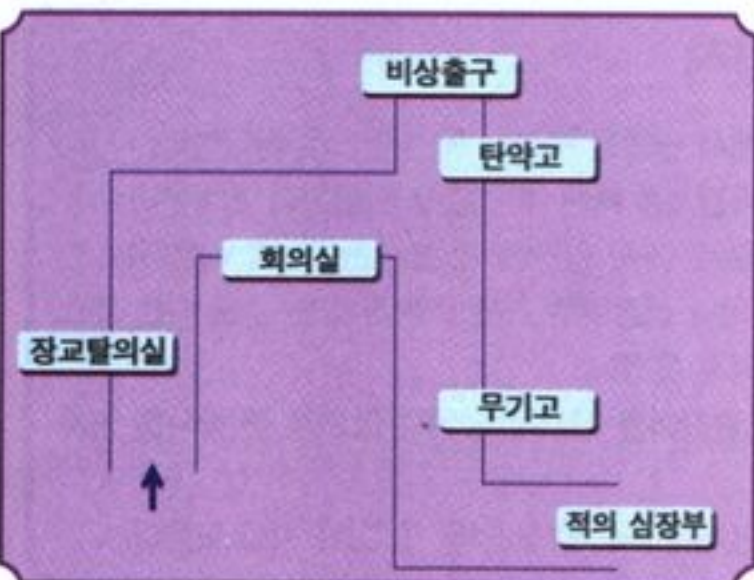 비상출구
탄약고
회의실
장교탈의실
무기고
적의 심장부